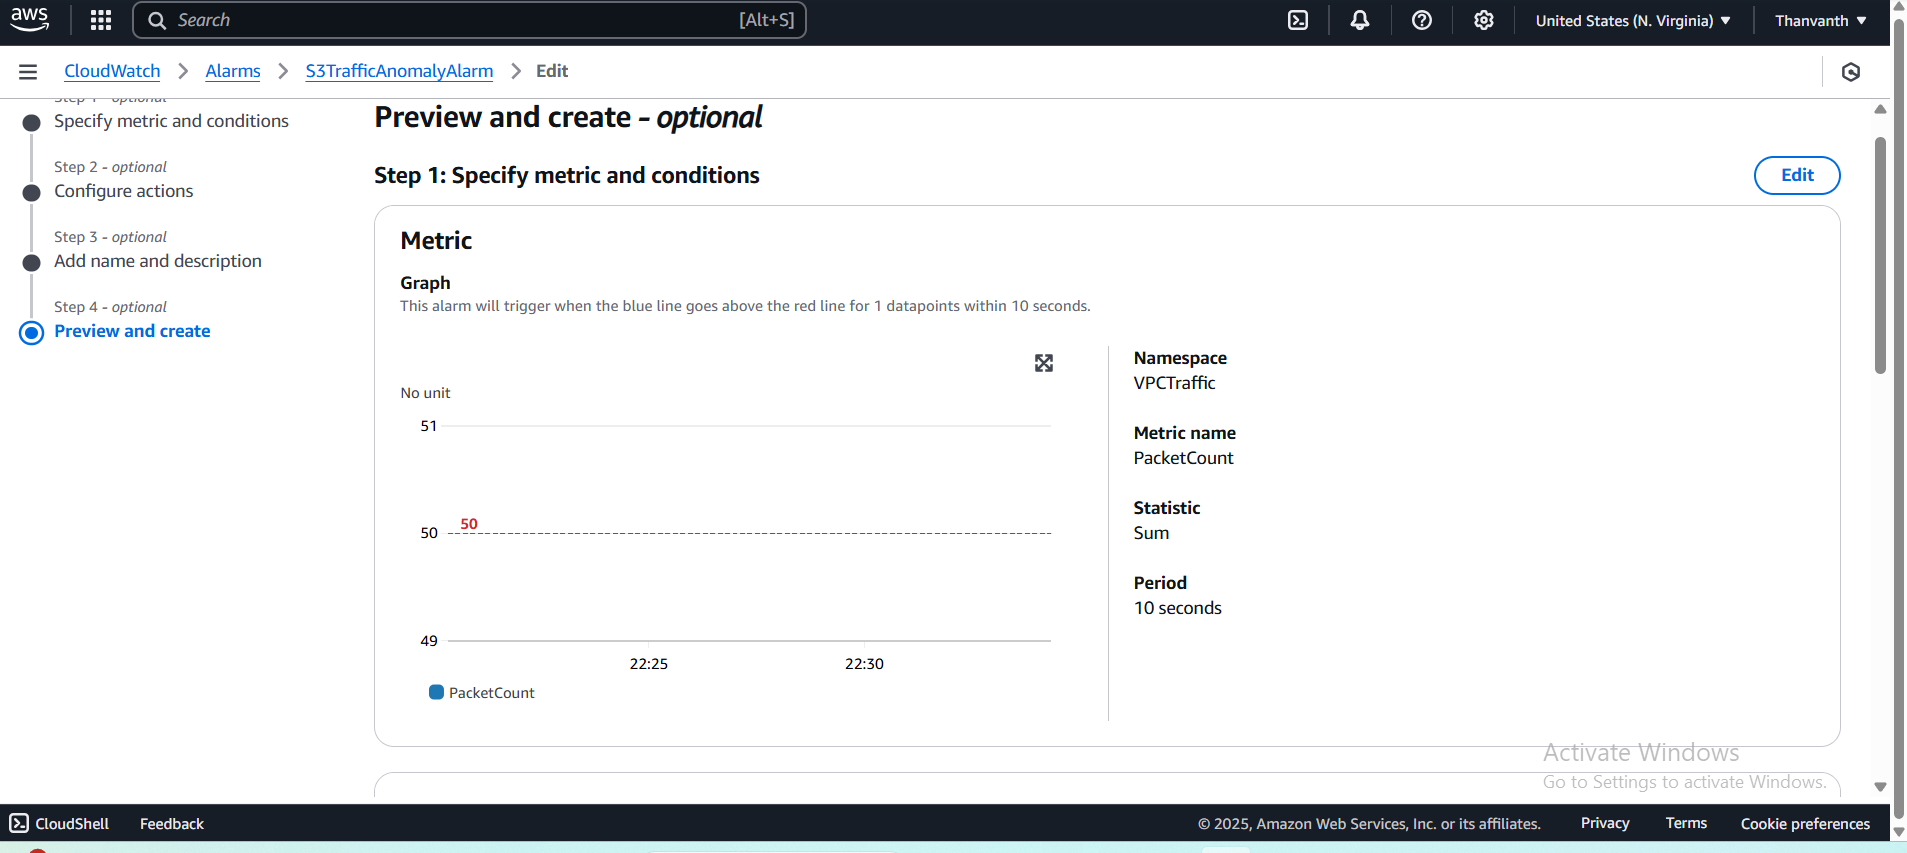 aws
Search [Alt+S]
United States (N. Virginia)
Thanvanth
CloudWatch > Alarms > S3TrafficAnomalyAlarm > Edit
Step 1 - optional
Specify metric and conditions
Step 2 - optional
Configure actions
Step 3 - optional
Add name and description
Step 4 - optional
Preview and create
Preview and create - optional
Step 1: Specify metric and conditions
Edit
Metric
Graph
This alarm will trigger when the blue line goes above the red line for 1 datapoints within 10 seconds.
No unit
51
50
50
49
22:25
22:30
PacketCount
Namespace
VPCTraffic
Metric name
PacketCount
Statistic
Sum
Period
10 seconds
Activate Windows
Go to Settings to activate Windows.
CloudShell
Feedback
© 2025, Amazon Web Services, Inc. or its affiliates.
Privacy
Terms
Cookie preferences